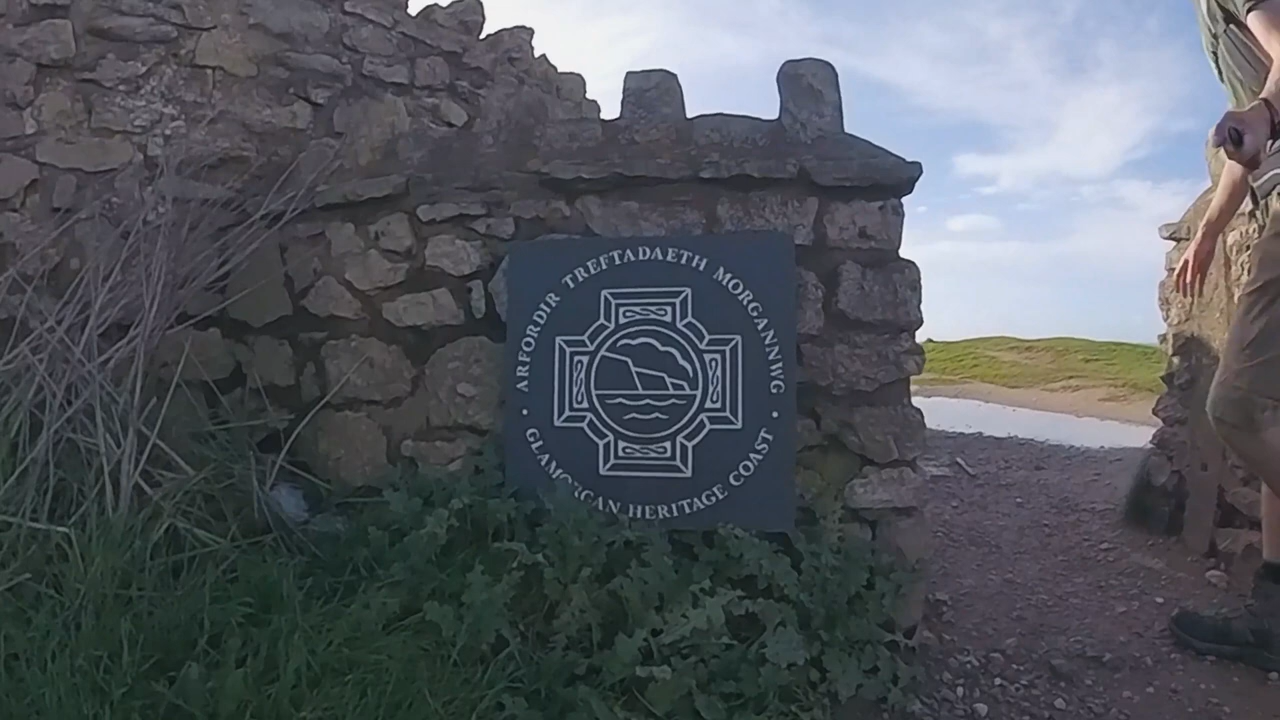 ARFORDIR TREFTADAETH MORGANNWG
• GLAMORGAN HERITAGE COAST •